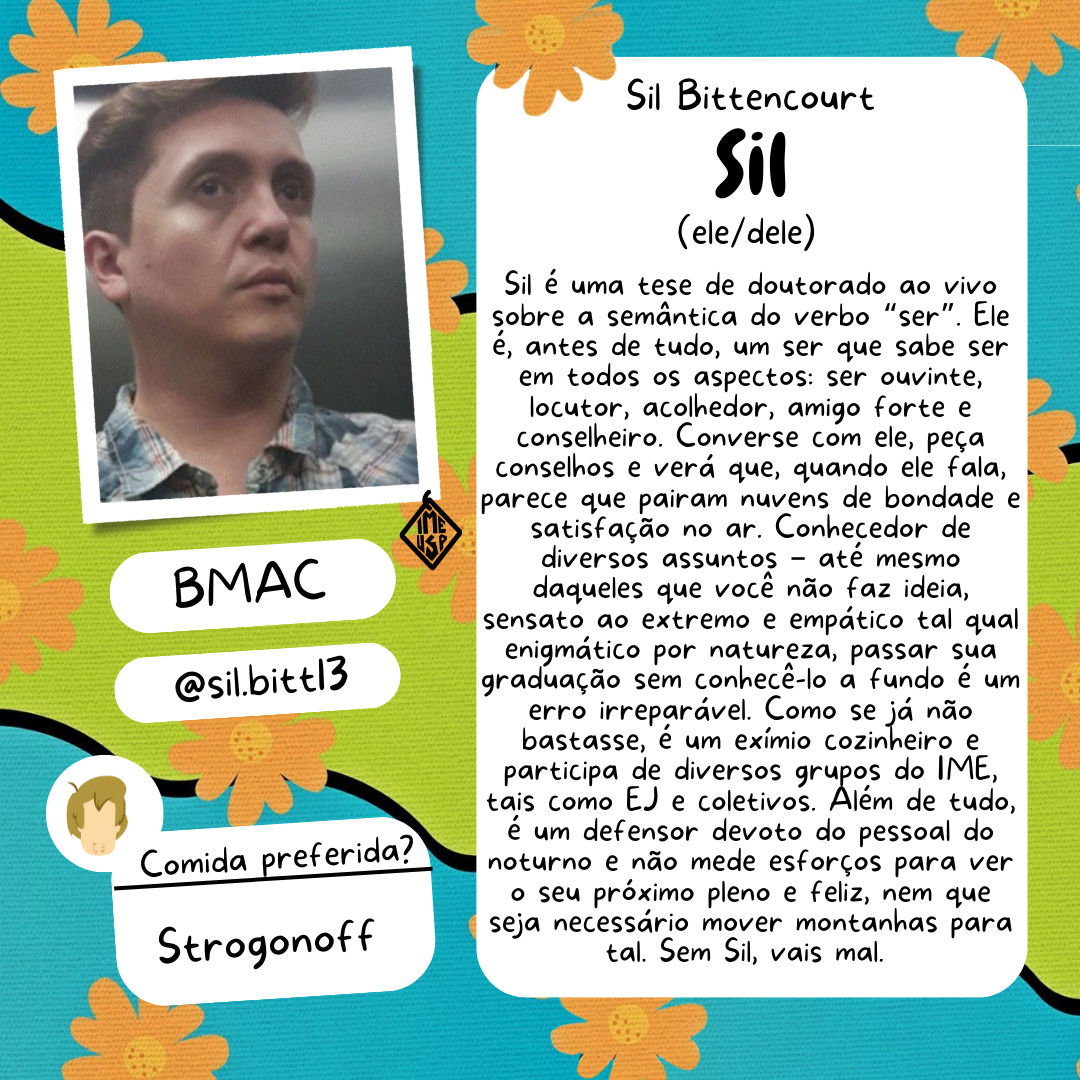 Sil Bittencourt
Sil
(ele/dele)
Sil é uma tese de doutorado ao vivo
sobre a semântica do verbo “ser”. Ele
é, antes de tudo, um ser que sabe ser
em todos os aspectos: ser ouvinte,
locutor, acolhedor, amigo forte e
conselheiro. Converse com ele, peça
conselhos e verá que, quando ele fala,
parece que pairam nuvens de bondade e
satisfação no ar. Conhecedor de
diversos assuntos – até mesmo
daqueles que você não faz ideia,
sensato ao extremo e empático tal qual
enigmático por natureza, passar sua
graduação sem conhecê-lo a fundo é um
erro irreparável. Como se já não
bastasse, é um exímio cozinheiro e
participa de diversos grupos do IME,
tais como EJ e coletivos. Além de tudo,
é um defensor devoto do pessoal do
noturno e não mede esforços para ver
o seu próximo pleno e feliz, nem que
seja necessário mover montanhas para
tal. Sem Sil, vais mal.
IME
USP
BMAC
@sil.bitt13
Comida preferida?
Strogonoff